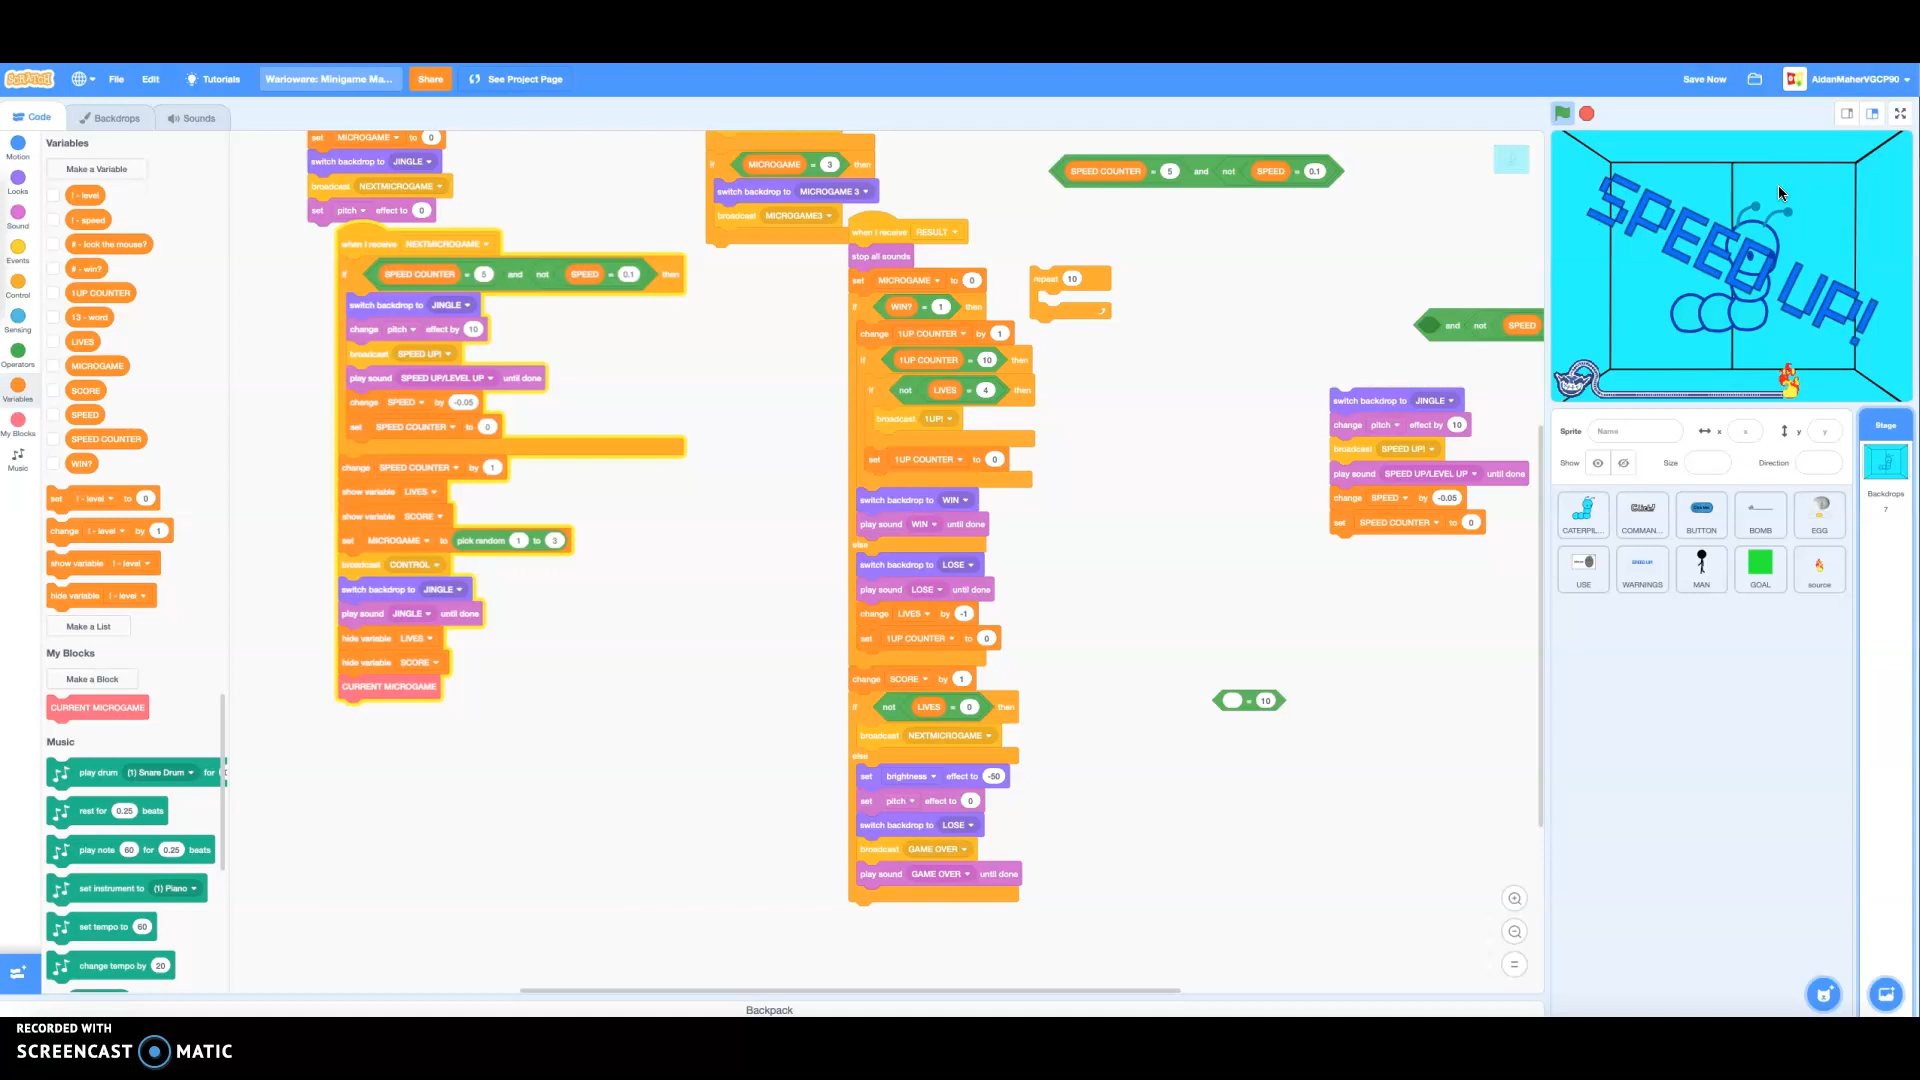 SCRATCH
File
Edit
Tutorials
Warioware: Minigame Ma...
Share
See Project Page
Save Now
AidanMaherVGCP90
Code
Backdrops
Sounds
Motion
Looks
Sound
Events
Control
Sensing
Operators
Variables
My Blocks
Music
Variables
Make a Variable
! - level
! - speed
# - lock the mouse?
# - win?
1UP COUNTER
13 - word
LIVES
MICROGAME
SCORE
SPEED
SPEED COUNTER
WIN?
set ! - level to 0
change ! - level by 1
show variable ! - level
hide variable ! - level
Make a List
My Blocks
Make a Block
CURRENT MICROGAME
Music
play drum (1) Snare Drum for
rest for 0.25 beats
play note 60 for 0.25 beats
set instrument to (1) Piano
set tempo to 60
change tempo by 20
set MICROGAME to 0
switch backdrop to JINGLE
broadcast NEXTMICROGAME
set pitch effect to 0
when I receive NEXTMICROGAME
if SPEED COUNTER = 5 and not SPEED = 0.1 then
switch backdrop to JINGLE
change pitch effect by 10
broadcast SPEED UP!
play sound SPEED UP/LEVEL UP until done
change SPEED by -0.05
set SPEED COUNTER to 0
change SPEED COUNTER by 1
show variable LIVES
show variable SCORE
set MICROGAME to pick random 1 to 3
broadcast CONTROL
switch backdrop to JINGLE
play sound JINGLE until done
hide variable LIVES
hide variable SCORE
CURRENT MICROGAME
if MICROGAME = 3 then
switch backdrop to MICROGAME 3
broadcast MICROGAME3
when I receive RESULT
stop all sounds
set MICROGAME to 0
if WIN? = 1 then
change 1UP COUNTER by 1
if 1UP COUNTER = 10 then
if not LIVES = 4 then
broadcast 1UP!
set 1UP COUNTER to 0
switch backdrop to WIN
play sound WIN until done
else
switch backdrop to LOSE
play sound LOSE until done
change LIVES by -1
set 1UP COUNTER to 0
change SCORE by 1
if not LIVES = 0 then
broadcast NEXTMICROGAME
else
set brightness effect to -50
set pitch effect to 0
switch backdrop to LOSE
broadcast GAME OVER
play sound GAME OVER until done
SPEED COUNTER = 5 and not SPEED = 0.1
repeat 10
and not SPEED
switch backdrop to JINGLE
change pitch effect by 10
broadcast SPEED UP!
play sound SPEED UP/LEVEL UP until done
change SPEED by -0.05
set SPEED COUNTER to 0
= 10
SPEED UP!
Sprite Name x x y y
Show Size Direction
Stage
Backdrops
7
CATERPIL...
COMMAN...
BUTTON
BOMB
EGG
USE
WARNINGS
MAN
GOAL
source
Backpack
RECORDED WITH
SCREENCAST MATIC